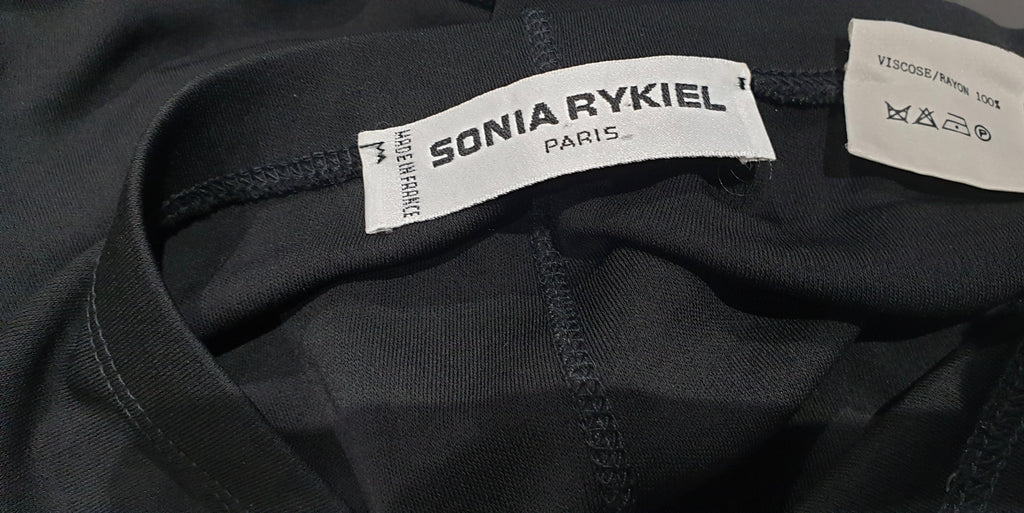 SONIA RYKIEL
PARIS
MADE IN FRANCE
VISCOSE/RAYON 100%
P